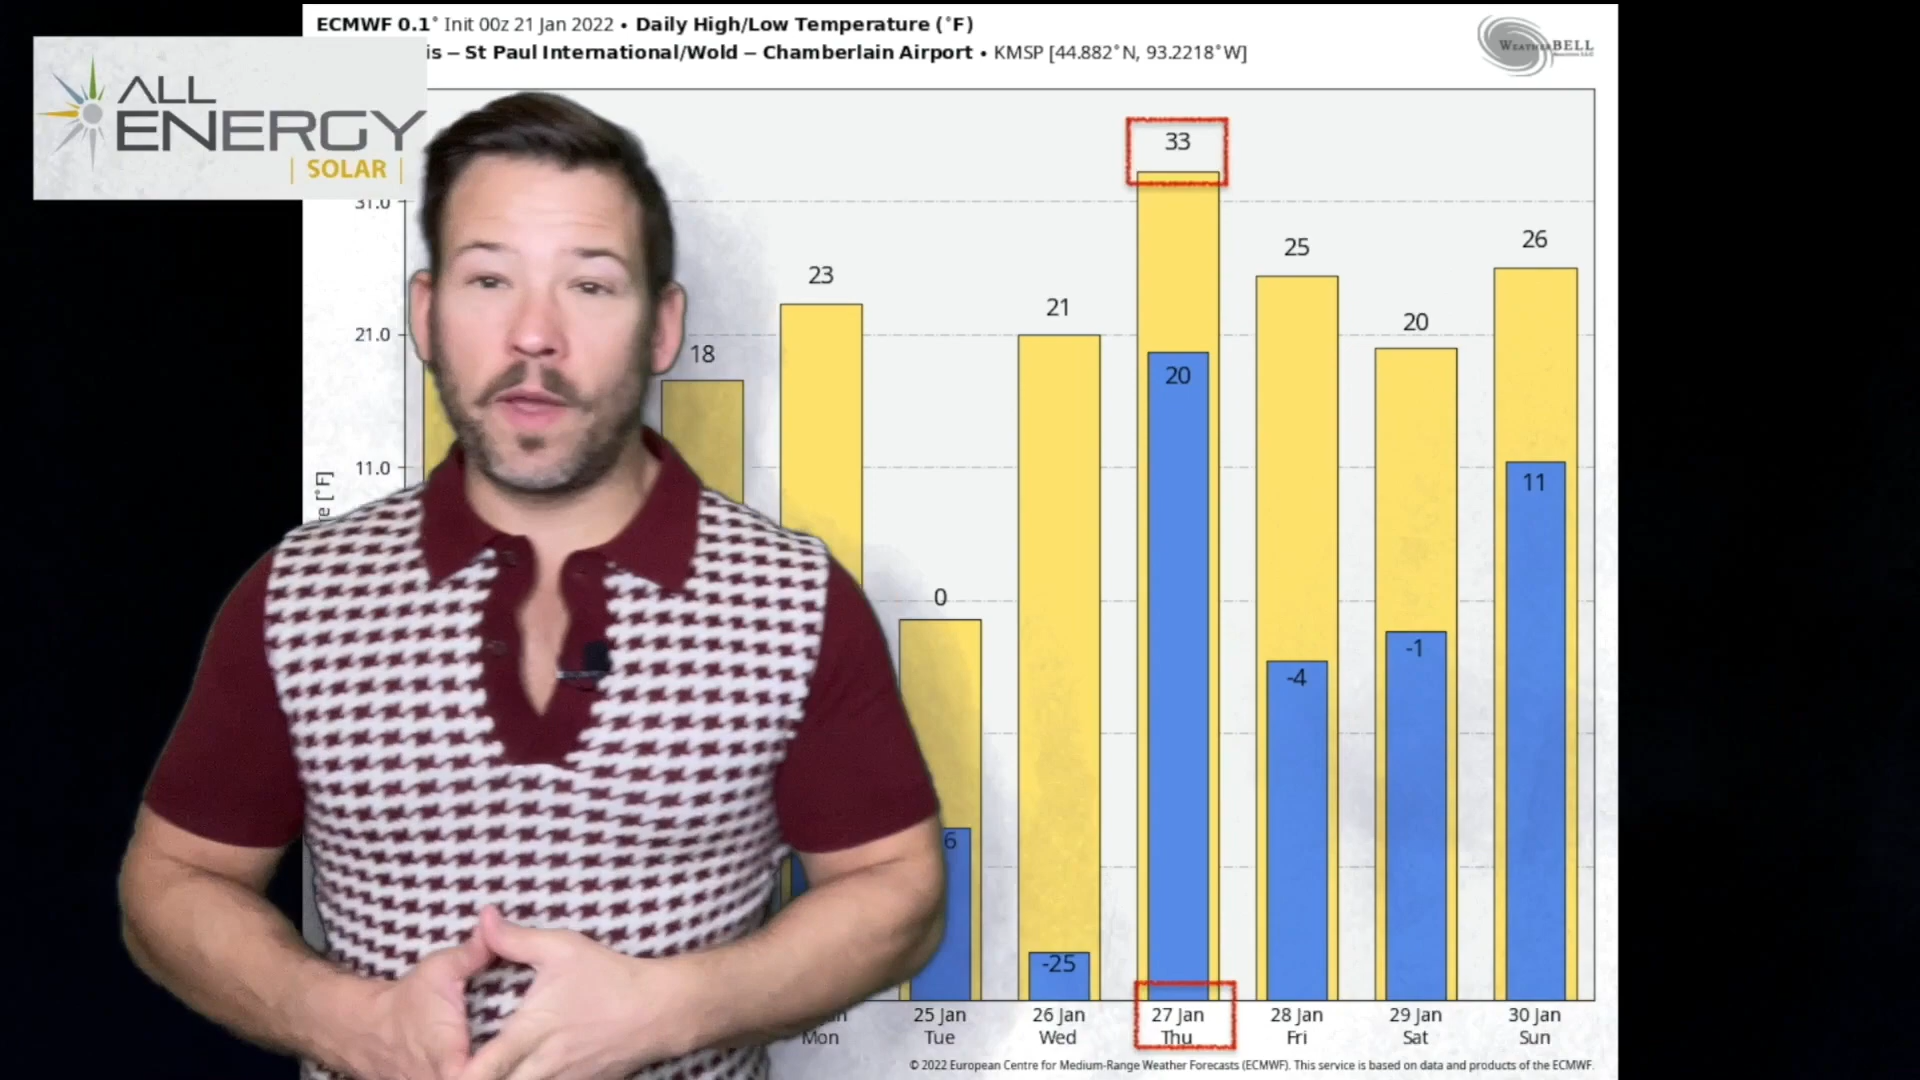 ECMWF 0.1° Init 00z 21 Jan 2022 • Daily High/Low Temperature (°F)
is – St Paul International/Wold – Chamberlain Airport • KMSP [44.882°N, 93.2218°W]
WEATHERBELL
ALL
ENERGY
| SOLAR |
33
31.0
26
25
23
21
20
21.0
18
20
11.0
11
[°F]
0
-1
-4
6
-25
25 Jan 26 Jan 27 Jan 28 Jan 29 Jan 30 Jan
Mon Tue Wed Thu Fri Sat Sun
© 2022 European Centre for Medium-Range Weather Forecasts (ECMWF). This service is based on data and products of the ECMWF.